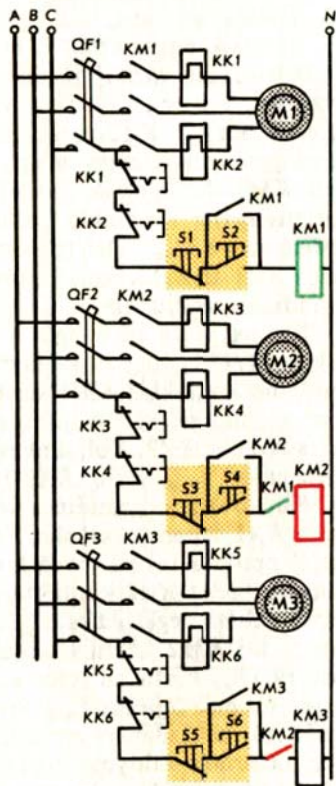 A B C N
QF1 KM1 KK1
M1
KK1 KK2
KK2 KM1 KM1
S1 S2
QF2 KM2 KK3
M2
KK3 KK4
KK4 KM2 KM2
S3 S4 KM1
QF3 KM3 KK5
M3
KK5 KK6
KK6 KM3 KM3
S5 S6 KM2